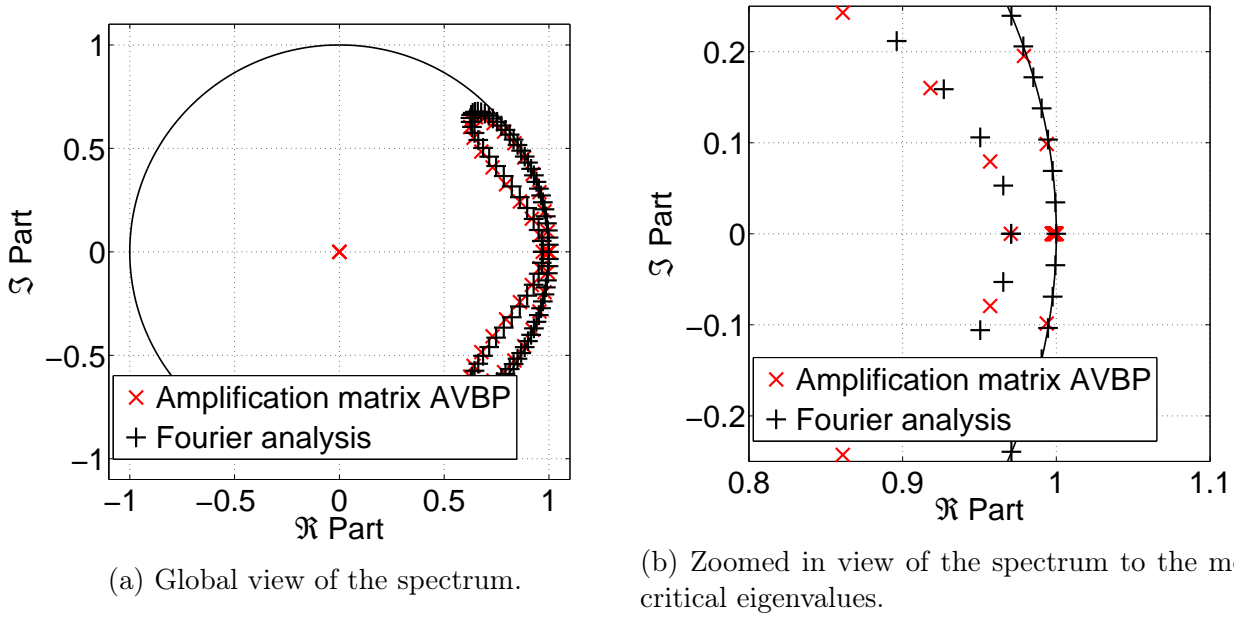 1
0.5
0
−0.5
−1
ℑ Part
−1
−0.5
0
0.5
1
ℜ Part
Amplification matrix AVBP
Fourier analysis
(a) Global view of the spectrum.
0.2
0.1
0
−0.1
−0.2
ℑ Part
0.8
0.9
1
1.1
ℜ Part
Amplification matrix AVBP
Fourier analysis
(b) Zoomed in view of the spectrum to the
critical eigenvalues.